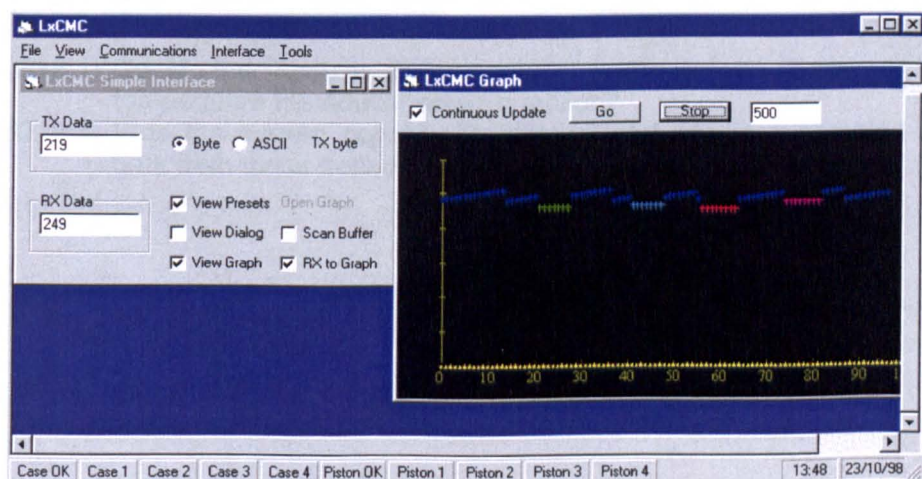 LxCMC
File View Communications Interface Tools
LxCMC Simple Interface
TX Data
219
Byte ASCII TX byte
RX Data
249
View Presets Open Graph
View Dialog Scan Buffer
View Graph RX to Graph
LxCMC Graph
Continuous Update Go Stop 500
0 10 20 30 40 50 60 70 80 90
Case OK Case 1 Case 2 Case 3 Case 4 Piston OK Piston 1 Piston 2 Piston 3 Piston 4 13:48 23/10/98